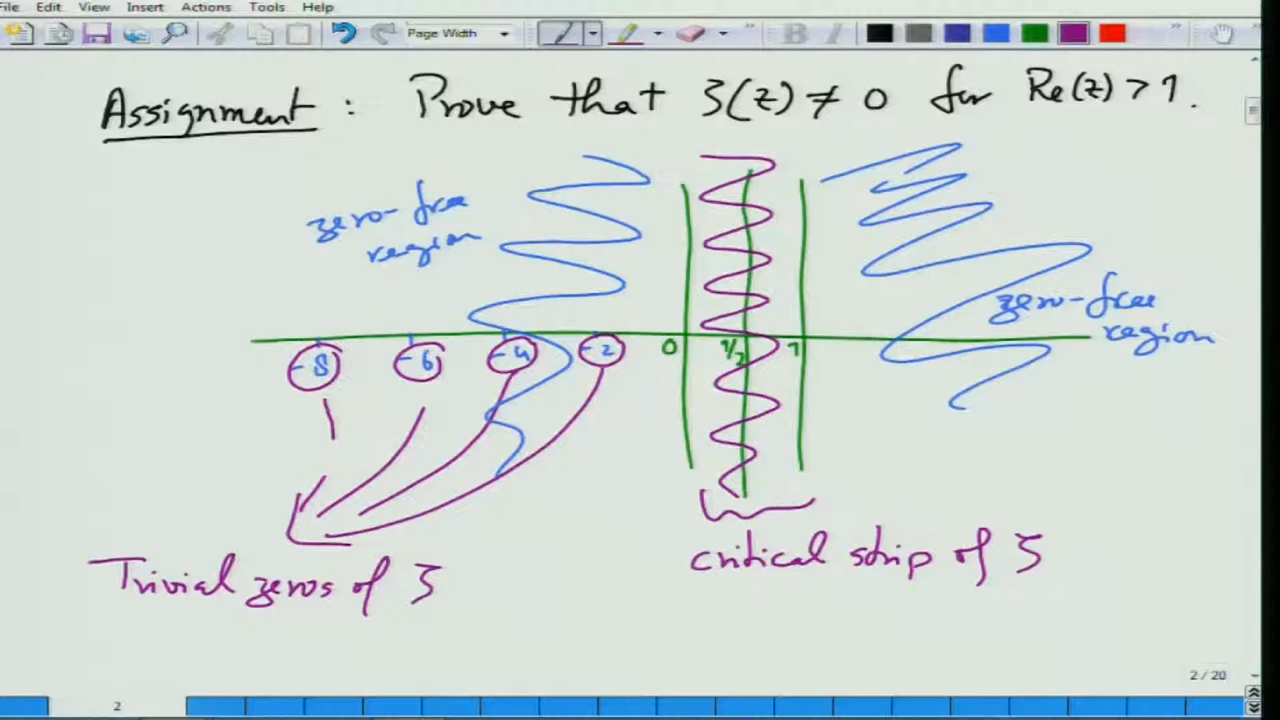 File Edit View Insert Actions Tools Help
Page Width
Assignment : Prove that ζ(z) ≠ 0 for Re(z) > 1.
zero-free
region
zero-free
region
-8 -6 -4 -2 0 1/2 1
Trivial zeros of ζ
critical strip of ζ
2 / 20
2